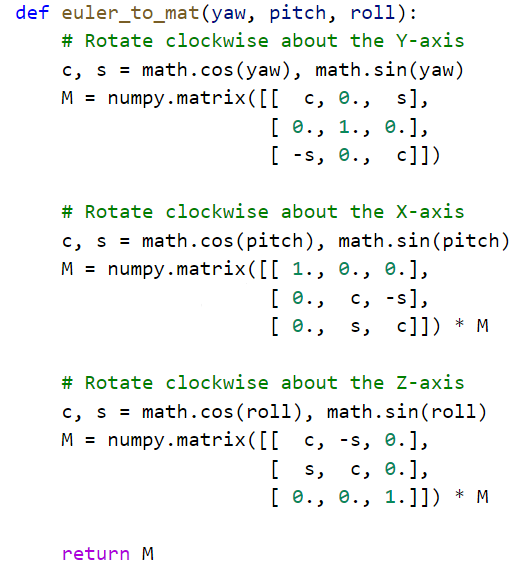 def euler_to_mat(yaw, pitch, roll):
    # Rotate clockwise about the Y-axis
    c, s = math.cos(yaw), math.sin(yaw)
    M = numpy.matrix([[  c, 0.,  s],
                      [ 0., 1., 0.],
                      [ -s, 0.,  c]])

    # Rotate clockwise about the X-axis
    c, s = math.cos(pitch), math.sin(pitch)
    M = numpy.matrix([[ 1., 0., 0.],
                      [ 0.,  c, -s],
                      [ 0.,  s,  c]]) * M

    # Rotate clockwise about the Z-axis
    c, s = math.cos(roll), math.sin(roll)
    M = numpy.matrix([[  c, -s, 0.],
                      [  s,  c, 0.],
                      [ 0., 0., 1.]]) * M

    return M